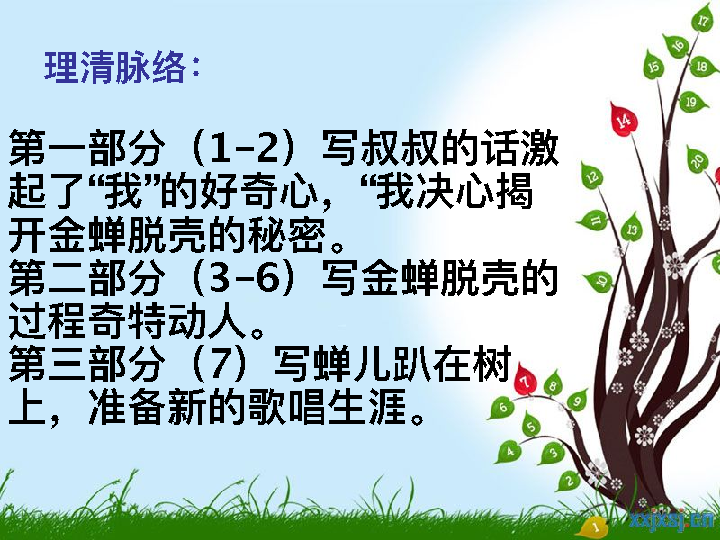 理清脉络：
第一部分（1-2）写叔叔的话激
起了“我”的好奇心，“我决心揭
开金蝉脱壳的秘密。
第二部分（3-6）写金蝉脱壳的
过程奇特动人。
第三部分（7）写蝉儿趴在树
上，准备新的歌唱生涯。
17
16
15
18
19
14
20
12
11
13
10
7
8
9
6
5
4
3
2
1
xxjxsj.cn